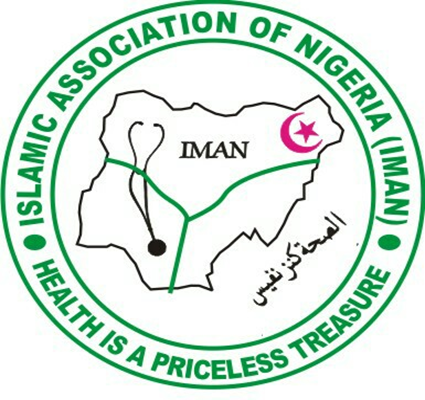 ISLAMIC ASSOCIATION OF NIGERIA (IMAN)
IMAN
الصحة كنز نفيس
HEALTH IS A PRICELESS TREASURE